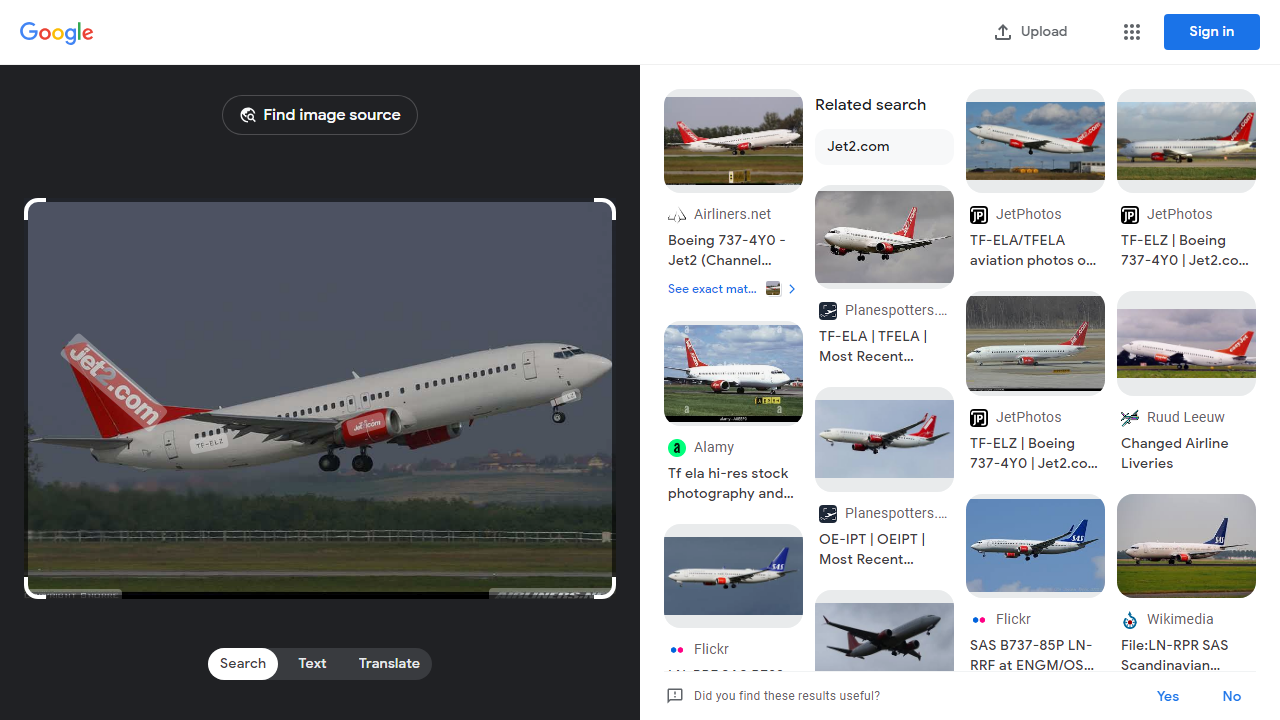 Google
Upload
Sign in
Find image source
jet2.com
TF-ELZ
Jet2.com
AIRLINERS.NET
Search
Text
Translate
Airliners.net
Boeing 737-4Y0 -
Jet2 (Channel...
See exact mat...
Alamy
Tf ela hi-res stock
photography and...
Flickr
Related search
Jet2.com
Planespotters....
TF-ELA | TFELA |
Most Recent...
Planespotters....
OE-IPT | OEIPT |
Most Recent...
JetPhotos
TF-ELA/TFELA
aviation photos o...
JetPhotos
TF-ELZ | Boeing
737-4Y0 | Jet2.co...
Flickr
SAS B737-85P LN-
RRF at ENGM/OS...
JetPhotos
TF-ELZ | Boeing
737-4Y0 | Jet2.co...
Ruud Leeuw
Changed Airline
Liveries
Wikimedia
File:LN-RPR SAS
Scandinavian...
Did you find these results useful?
Yes
No